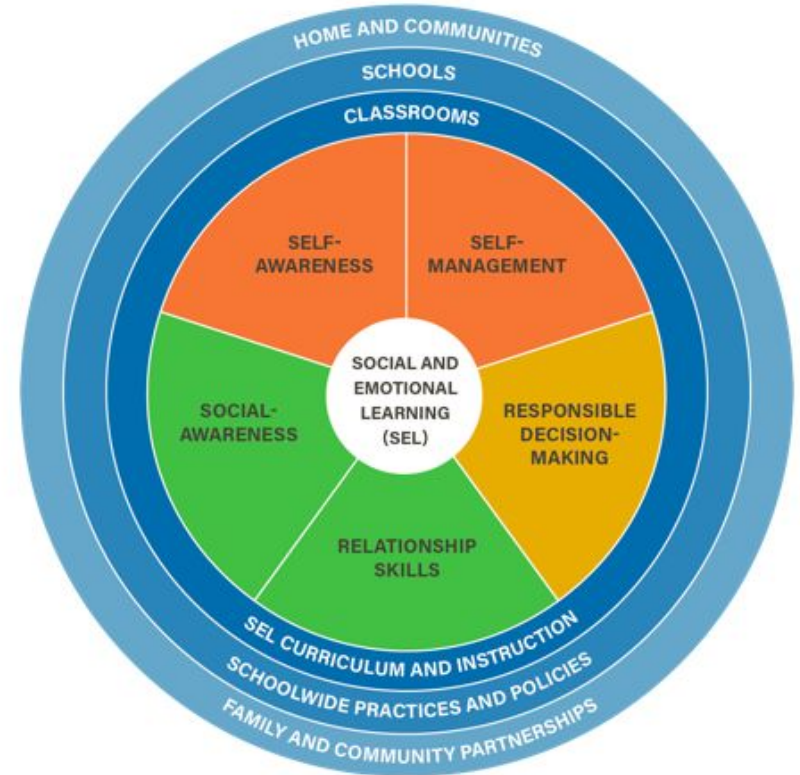 HOME AND COMMUNITIES
SCHOOLS
CLASSROOMS
SELF-
AWARENESS
SELF-
MANAGEMENT
SOCIAL AND
EMOTIONAL
LEARNING
(SEL)
SOCIAL-
AWARENESS
RESPONSIBLE
DECISION-
MAKING
RELATIONSHIP
SKILLS
SEL CURRICULUM AND INSTRUCTION
SCHOOLWIDE PRACTICES AND POLICIES
FAMILY AND COMMUNITY PARTNERSHIPS